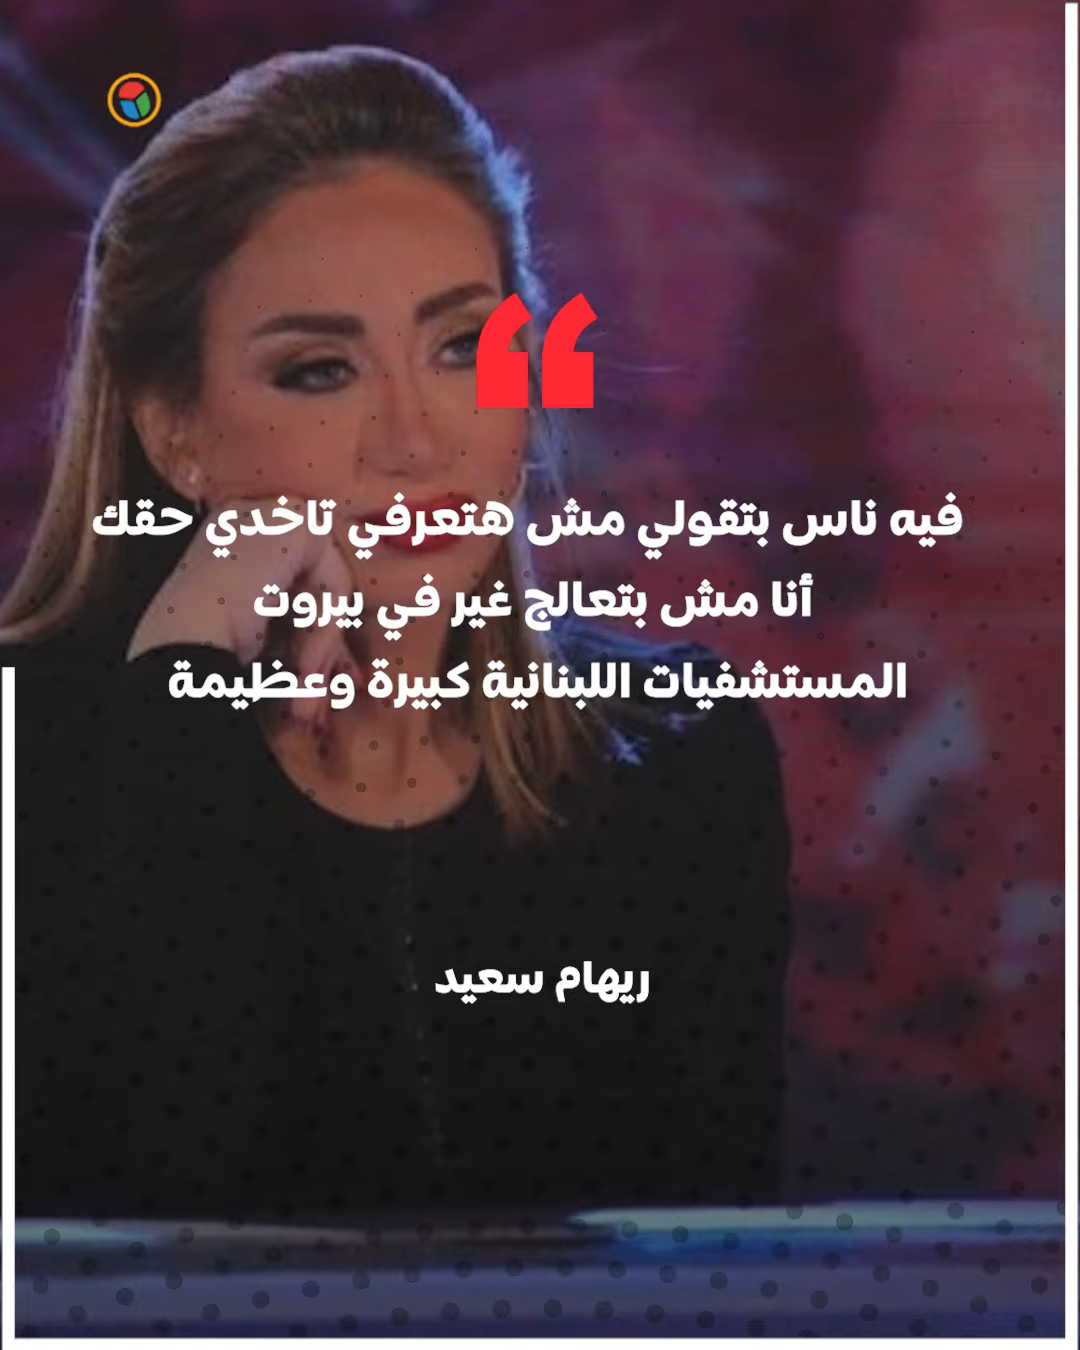 فيه ناس بتقولي مش هتعرفي تاخدي حقك
أنا مش بتعالج غير في بيروت
المستشفيات اللبنانية كبيرة وعظيمة
ريهام سعيد